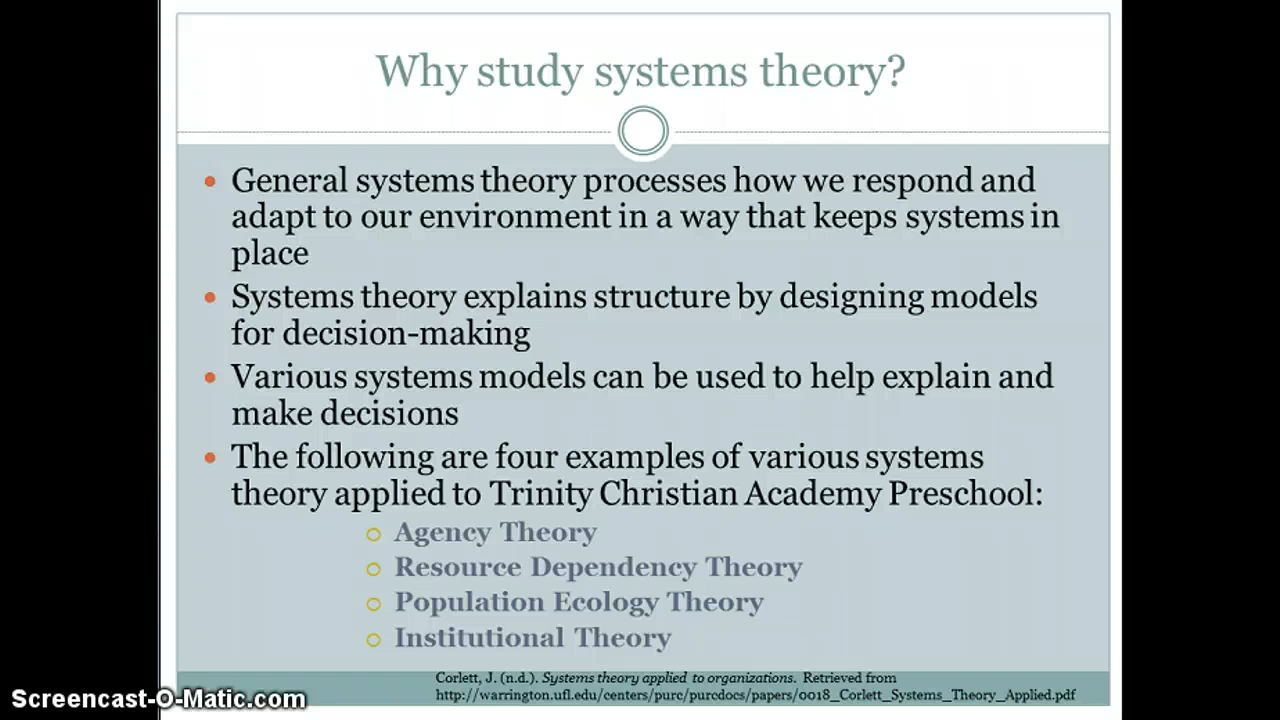 Why study systems theory?
• General systems theory processes how we respond and
adapt to our environment in a way that keeps systems in
place
• Systems theory explains structure by designing models
for decision-making
• Various systems models can be used to help explain and
make decisions
• The following are four examples of various systems
theory applied to Trinity Christian Academy Preschool:
○ Agency Theory
○ Resource Dependency Theory
○ Population Ecology Theory
○ Institutional Theory
Corlett, J. (n.d.). Systems theory applied to organizations. Retrieved from
http://warrington.ufl.edu/centers/purc/purcdocs/papers/0018_Corlett_Systems_Theory_Applied.pdf
Screencast-O-Matic.com